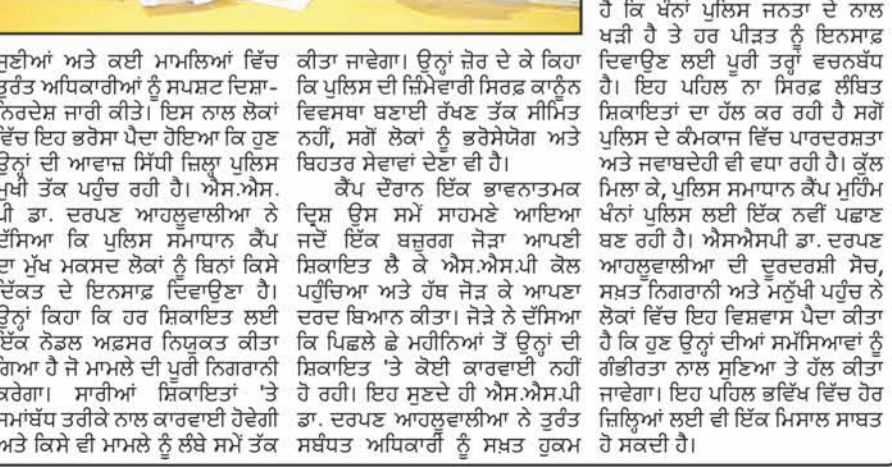 ਸੁਣੀਆਂ ਅਤੇ ਕਈ ਮਾਮਲਿਆਂ ਵਿੱਚ
ਤੁਰੰਤ ਅਧਿਕਾਰੀਆਂ ਨੂੰ ਸਪਸ਼ਟ ਦਿਸ਼ਾ-
ਨਿਰਦੇਸ਼ ਜਾਰੀ ਕੀਤੇ। ਇਸ ਨਾਲ ਲੋਕਾਂ
ਵਿੱਚ ਇਹ ਭਰੋਸਾ ਪੈਦਾ ਹੋਇਆ ਕਿ ਹੁਣ
ਉਨ੍ਹਾਂ ਦੀ ਆਵਾਜ਼ ਸਿੱਧੀ ਜ਼ਿਲ੍ਹਾ ਪੁਲਿਸ
ਮੁਖੀ ਤੱਕ ਪਹੁੰਚ ਰਹੀ ਹੈ। ਐਸ.ਐਸ.
ਪੀ ਡਾ. ਦਰਪਣ ਆਹਲੂਵਾਲੀਆ ਨੇ
ਦੱਸਿਆ ਕਿ ਪੁਲਿਸ ਸਮਾਧਾਨ ਕੈਂਪ
ਦਾ ਮੁੱਖ ਮਕਸਦ ਲੋਕਾਂ ਨੂੰ ਬਿਨਾਂ ਕਿਸੇ
ਦਿੱਕਤ ਦੇ ਇਨਸਾਫ਼ ਦਿਵਾਉਣਾ ਹੈ।
ਉਨ੍ਹਾਂ ਕਿਹਾ ਕਿ ਹਰ ਸ਼ਿਕਾਇਤ ਲਈ
ਇੱਕ ਨੋਡਲ ਅਫ਼ਸਰ ਨਿਯੁਕਤ ਕੀਤਾ
ਗਿਆ ਹੈ ਜੋ ਮਾਮਲੇ ਦੀ ਪੂਰੀ ਨਿਗਰਾਨੀ
ਕਰੇਗਾ। ਸਾਰੀਆਂ ਸ਼ਿਕਾਇਤਾਂ 'ਤੇ
ਸਮਾਂਬੱਧ ਤਰੀਕੇ ਨਾਲ ਕਾਰਵਾਈ ਹੋਵੇਗੀ
ਅਤੇ ਕਿਸੇ ਵੀ ਮਾਮਲੇ ਨੂੰ ਲੰਬੇ ਸਮੇਂ ਤੱਕ
ਕੀਤਾ ਜਾਵੇਗਾ। ਉਨ੍ਹਾਂ ਜ਼ੋਰ ਦੇ ਕੇ ਕਿਹਾ
ਕਿ ਪੁਲਿਸ ਦੀ ਜ਼ਿੰਮੇਵਾਰੀ ਸਿਰਫ਼ ਕਾਨੂੰਨ
ਵਿਵਸਥਾ ਬਣਾਈ ਰੱਖਣ ਤੱਕ ਸੀਮਿਤ
ਨਹੀਂ, ਸਗੋਂ ਲੋਕਾਂ ਨੂੰ ਭਰੋਸੇਯੋਗ ਅਤੇ
ਬਿਹਤਰ ਸੇਵਾਵਾਂ ਦੇਣਾ ਵੀ ਹੈ।
ਕੈਂਪ ਦੌਰਾਨ ਇੱਕ ਭਾਵਨਾਤਮਕ
ਦ੍ਰਿਸ਼ ਉਸ ਸਮੇਂ ਸਾਹਮਣੇ ਆਇਆ
ਜਦੋਂ ਇੱਕ ਬਜ਼ੁਰਗ ਜੋੜਾ ਆਪਣੀ
ਸ਼ਿਕਾਇਤ ਲੈ ਕੇ ਐਸ.ਐਸ.ਪੀ ਕੋਲ
ਪਹੁੰਚਿਆ ਅਤੇ ਹੱਥ ਜੋੜ ਕੇ ਆਪਣਾ
ਦਰਦ ਬਿਆਨ ਕੀਤਾ। ਜੋੜੇ ਨੇ ਦੱਸਿਆ
ਕਿ ਪਿਛਲੇ ਛੇ ਮਹੀਨਿਆਂ ਤੋਂ ਉਨ੍ਹਾਂ ਦੀ
ਸ਼ਿਕਾਇਤ 'ਤੇ ਕੋਈ ਕਾਰਵਾਈ ਨਹੀਂ
ਹੋ ਰਹੀ। ਇਹ ਸੁਣਦੇ ਹੀ ਐਸ.ਐਸ.ਪੀ
ਡਾ. ਦਰਪਣ ਆਹਲੂਵਾਲੀਆ ਨੇ ਤੁਰੰਤ
ਸਬੰਧਤ ਅਧਿਕਾਰੀ ਨੂੰ ਸਖ਼ਤ ਹੁਕਮ
ਹੈ ਕਿ ਖੰਨਾਂ ਪੁਲਿਸ ਜਨਤਾ ਦੇ ਨਾਲ
ਖੜੀ ਹੈ ਤੇ ਹਰ ਪੀੜਤ ਨੂੰ ਇਨਸਾਫ਼
ਦਿਵਾਉਣ ਲਈ ਪੂਰੀ ਤਰ੍ਹਾਂ ਵਚਨਬੱਧ
ਹੈ। ਇਹ ਪਹਿਲ ਨਾ ਸਿਰਫ਼ ਲੰਬਿਤ
ਸ਼ਿਕਾਇਤਾਂ ਦਾ ਹੱਲ ਕਰ ਰਹੀ ਹੈ ਸਗੋਂ
ਪੁਲਿਸ ਦੇ ਕੰਮਕਾਜ ਵਿੱਚ ਪਾਰਦਰਸ਼ਤਾ
ਅਤੇ ਜਵਾਬਦੇਹੀ ਵੀ ਵਧਾ ਰਹੀ ਹੈ। ਕੁੱਲ
ਮਿਲਾ ਕੇ, ਪੁਲਿਸ ਸਮਾਧਾਨ ਕੈਂਪ ਮੁਹਿੰਮ
ਖੰਨਾਂ ਪੁਲਿਸ ਲਈ ਇੱਕ ਨਵੀਂ ਪਛਾਣ
ਬਣ ਰਹੀ ਹੈ। ਐਸਐਸਪੀ ਡਾ. ਦਰਪਣ
ਆਹਲੂਵਾਲੀਆ ਦੀ ਦੂਰਦਰਸ਼ੀ ਸੋਚ,
ਸਖ਼ਤ ਨਿਗਰਾਨੀ ਅਤੇ ਮਨੁੱਖੀ ਪਹੁੰਚ ਨੇ
ਲੋਕਾਂ ਵਿੱਚ ਇਹ ਵਿਸ਼ਵਾਸ ਪੈਦਾ ਕੀਤਾ
ਹੈ ਕਿ ਹੁਣ ਉਨ੍ਹਾਂ ਦੀਆਂ ਸਮੱਸਿਆਵਾਂ ਨੂੰ
ਗੰਭੀਰਤਾ ਨਾਲ ਸੁਣਿਆ ਤੇ ਹੱਲ ਕੀਤਾ
ਜਾਵੇਗਾ। ਇਹ ਪਹਿਲ ਭਵਿੱਖ ਵਿੱਚ ਹੋਰ
ਜ਼ਿਲ੍ਹਿਆਂ ਲਈ ਵੀ ਇੱਕ ਮਿਸਾਲ ਸਾਬਤ
ਹੋ ਸਕਦੀ ਹੈ।